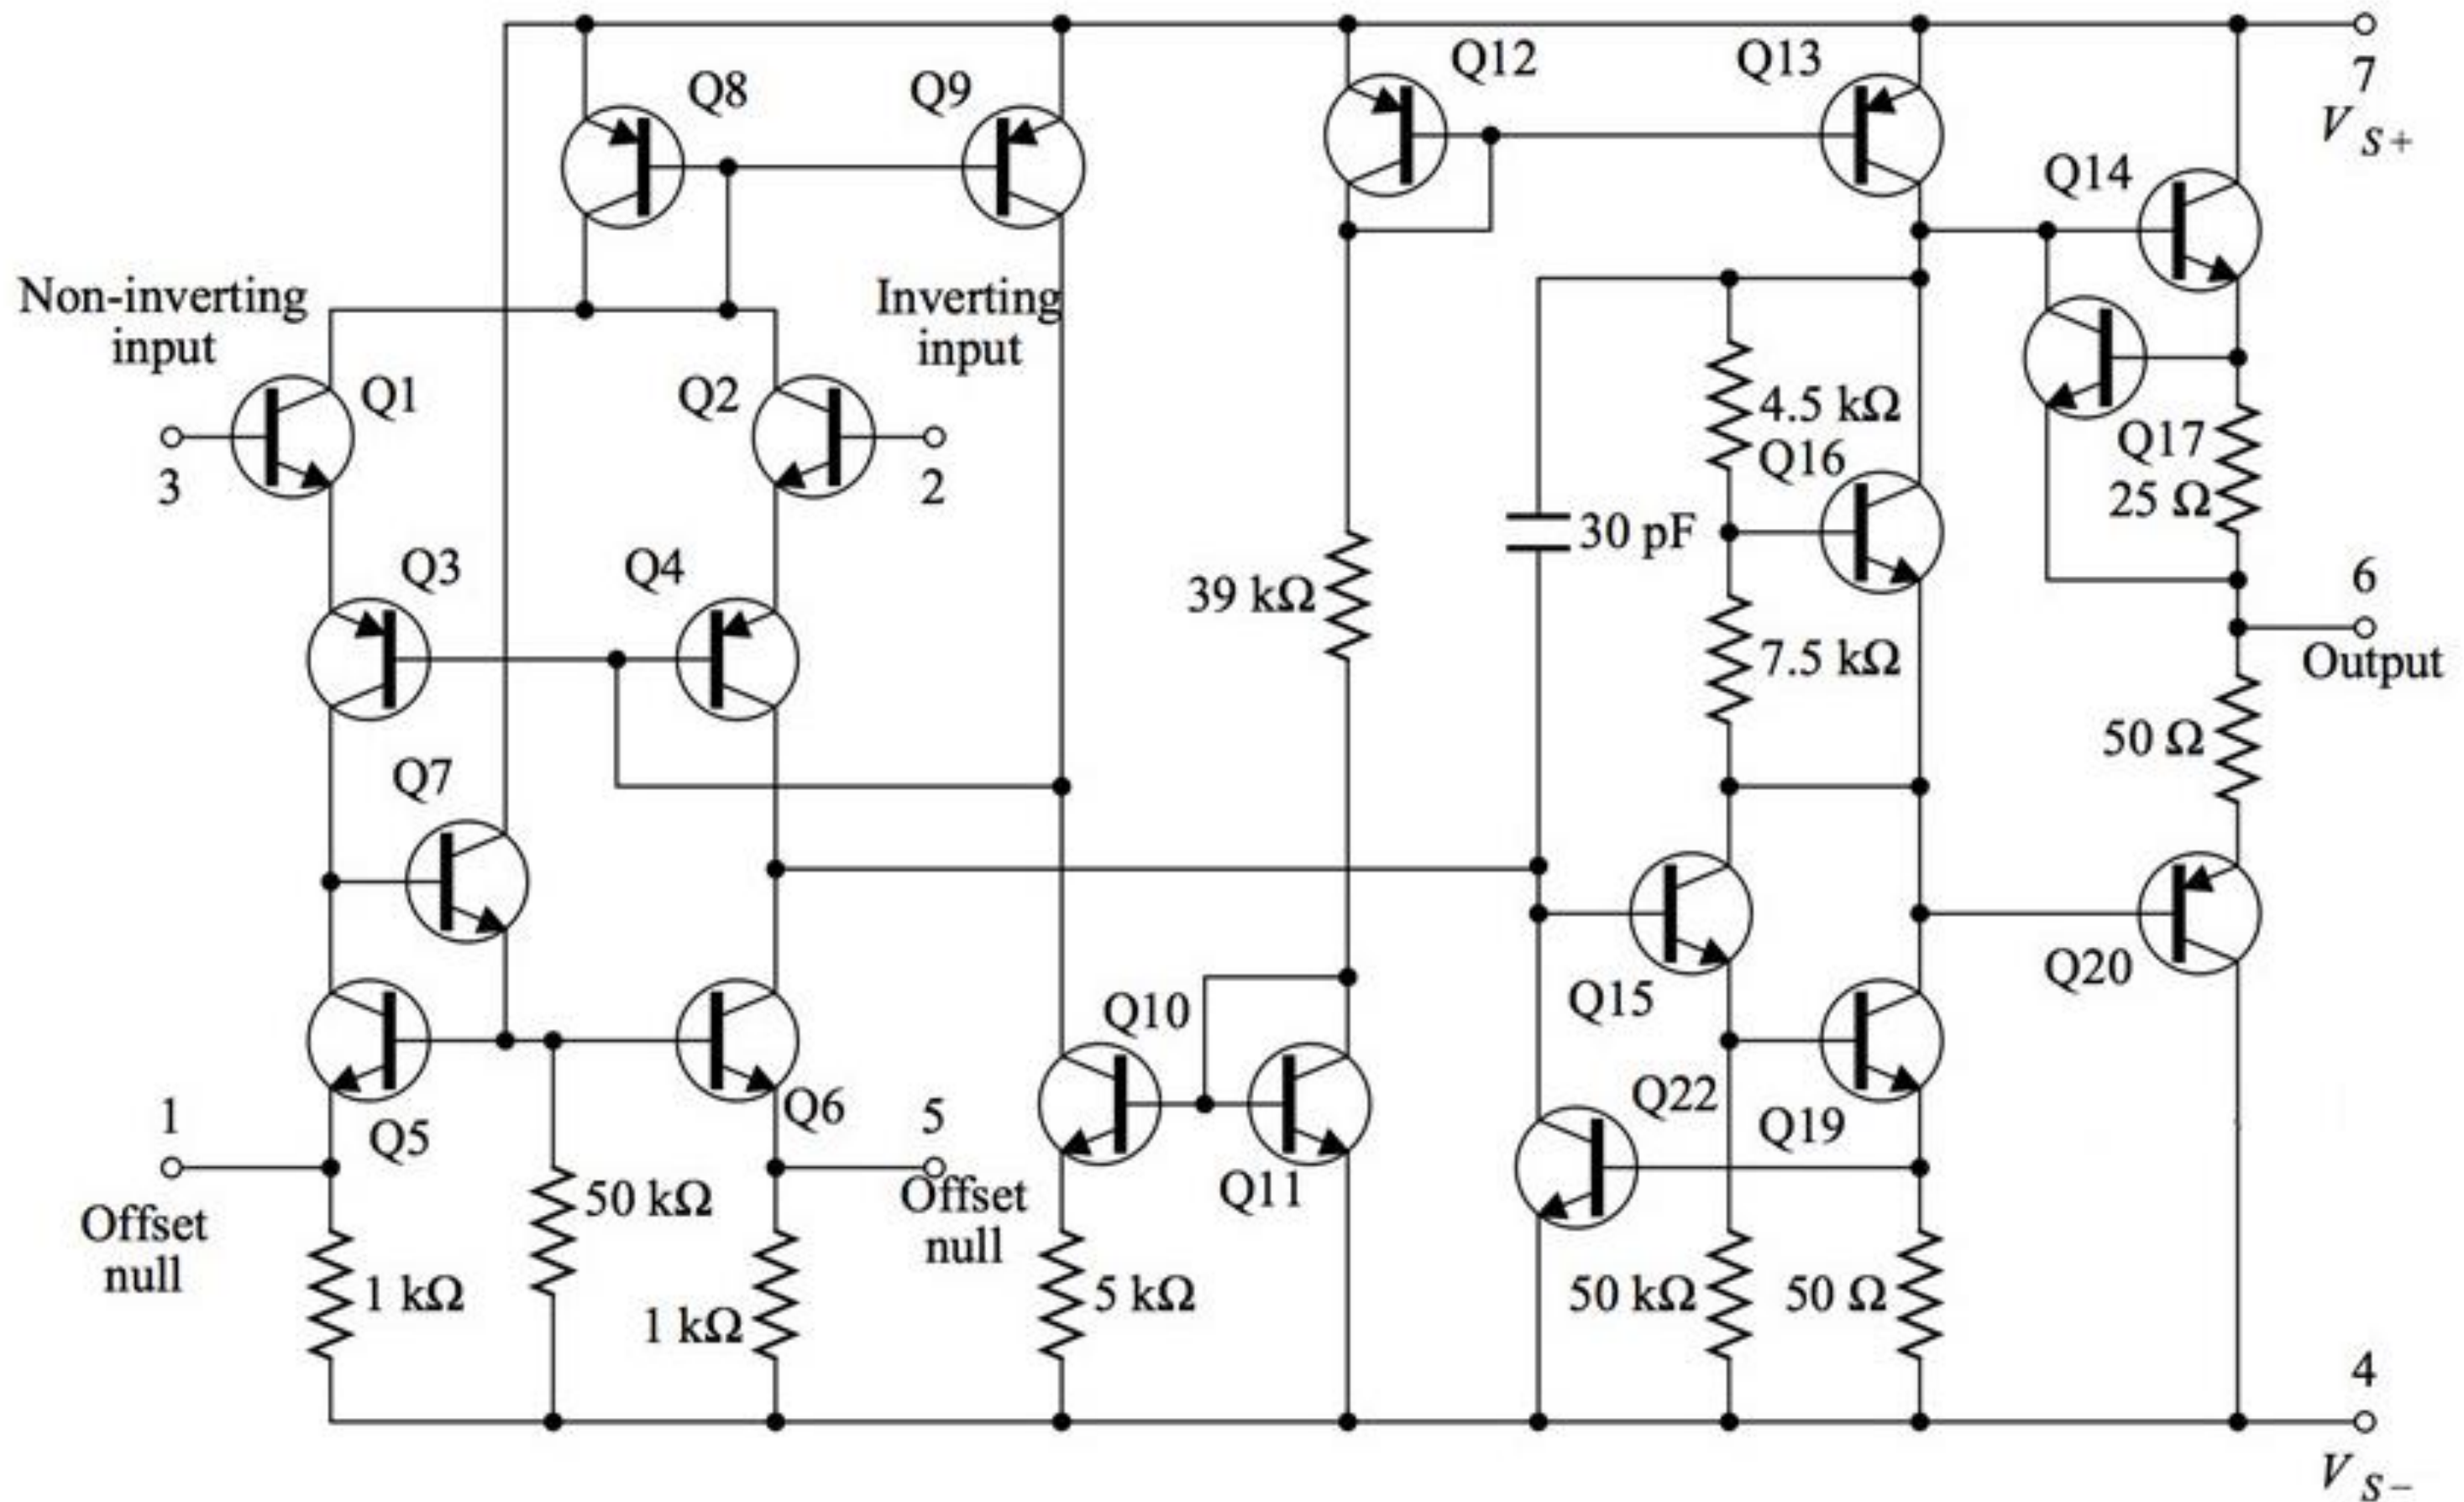 Q12
Q13
7
V S+
Q8
Q9
Q14
Non-inverting
input
Inverting
input
Q1
Q2
3
2
4.5 kΩ
Q16
Q17
25 Ω
30 pF
Q3
Q4
39 kΩ
6
Output
7.5 kΩ
50 Ω
Q7
Q15
Q20
Q10
Q22
Q19
1
Q5
Q6
5
Q11
Offset
null
50 kΩ
Offset
null
1 kΩ
1 kΩ
5 kΩ
50 kΩ
50 Ω
4
V S−